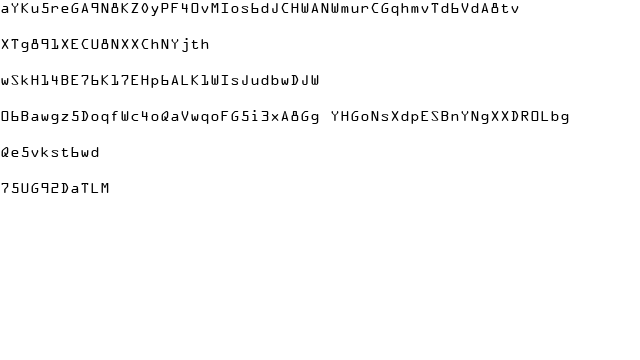 aYKu5reGA9N8KZ0yPF4OvMIos6dJCHWANWmurCGqhmvTd6VdA8tv
XTg891XECU8NXXChNYjth
wSkH14BE76K17EHp6ALK1WIsJudbwDJW
O6Bawgz5DoqfWc4oQaVwqoFG5i3xA8Gg YHGoNsXdpESBnYNgXXDROLbg
Qe5vkst6wd
75UG92DaTLM